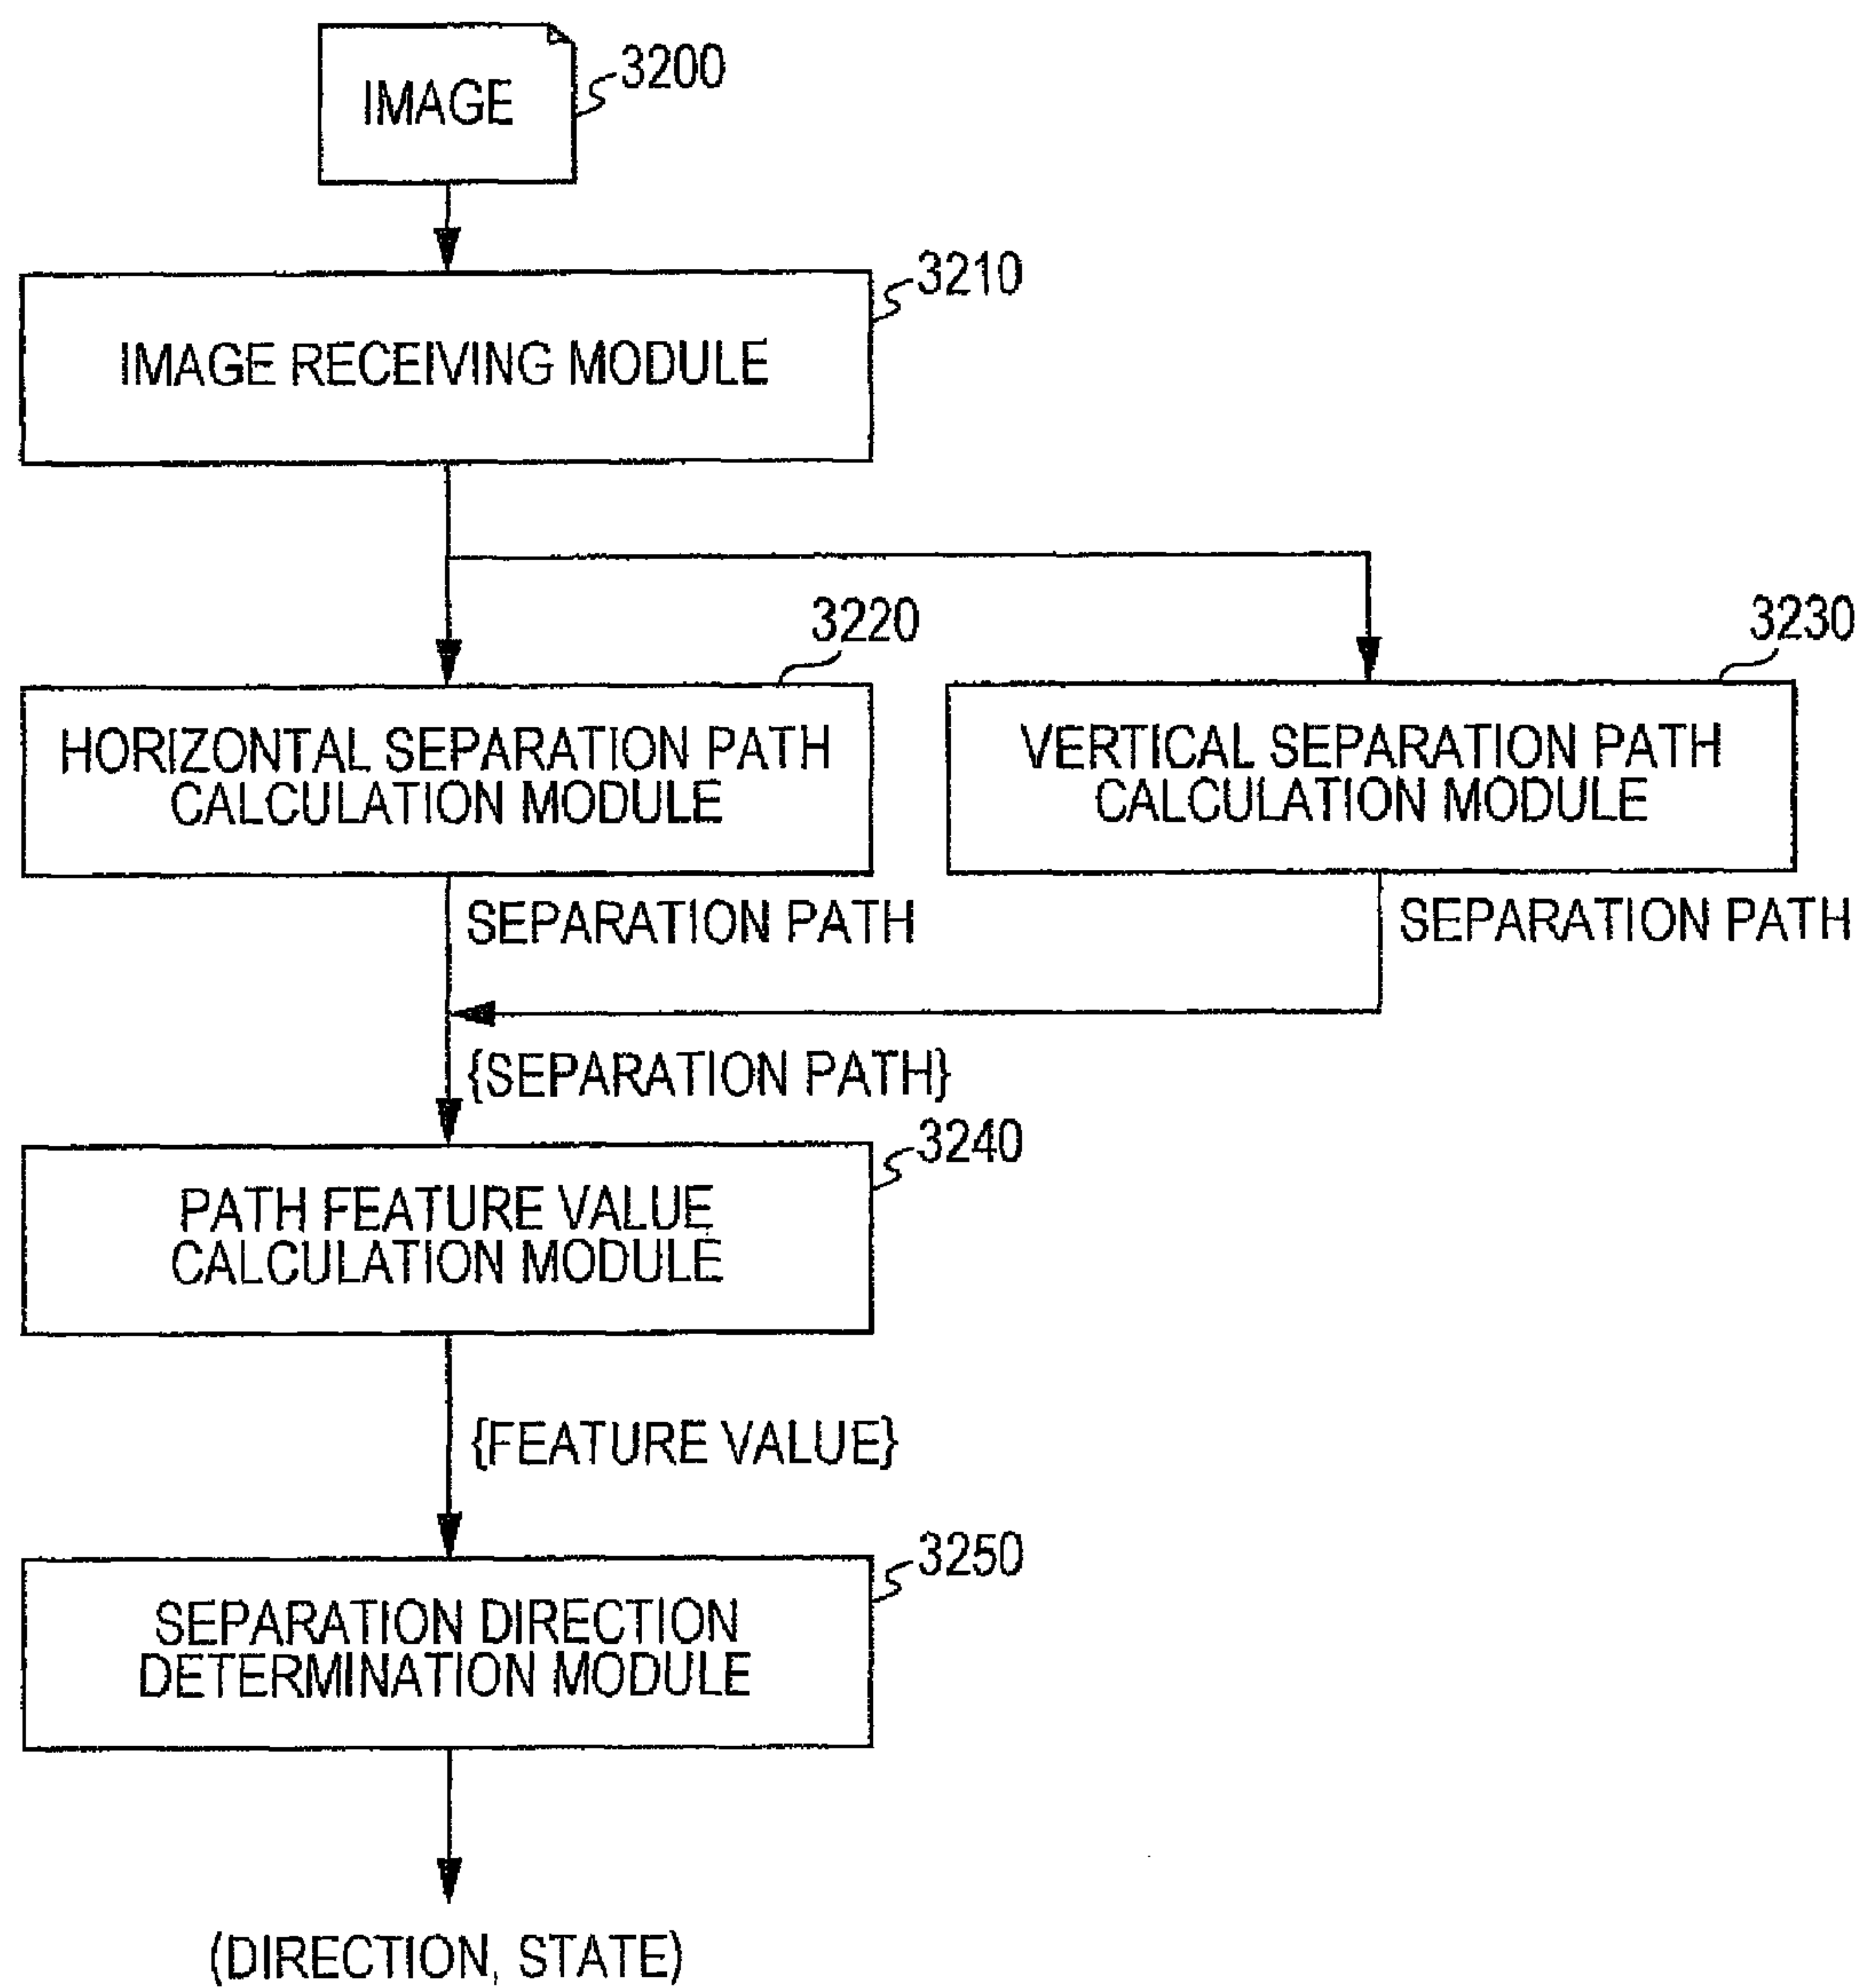 IMAGE
3200
3210
IMAGE RECEIVING MODULE
3220
3230
HORIZONTAL SEPARATION PATH
CALCULATION MODULE
VERTICAL SEPARATION PATH
CALCULATION MODULE
SEPARATION PATH
SEPARATION PATH
{SEPARATION PATH}
3240
PATH FEATURE VALUE
CALCULATION MODULE
{FEATURE VALUE}
3250
SEPARATION DIRECTION
DETERMINATION MODULE
(DIRECTION, STATE)